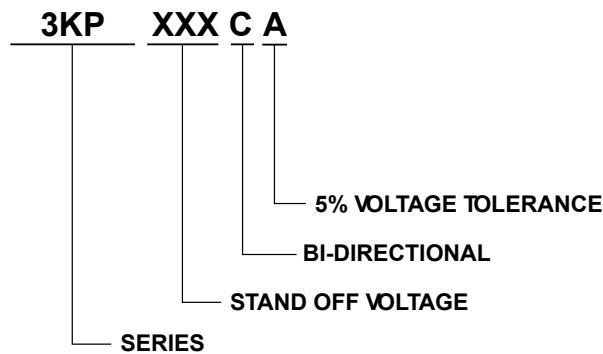 3KP XXX C A
5% VOLTAGE TOLERANCE
BI-DIRECTIONAL
STAND OFF VOLTAGE
SERIES